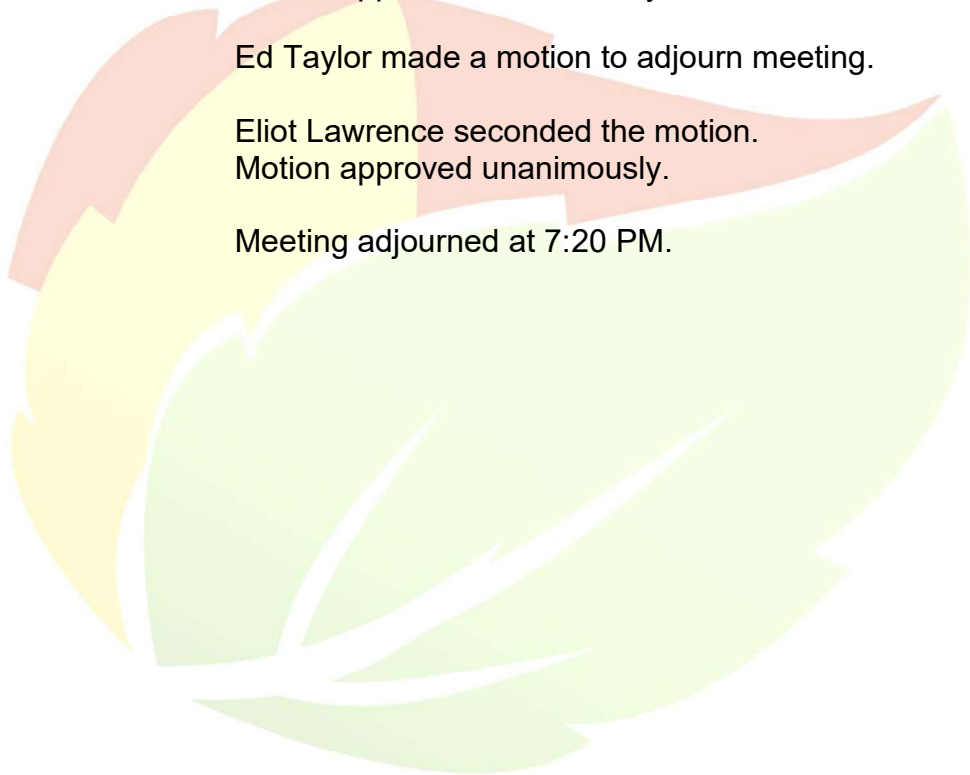 Ed Taylor made a motion to adjourn meeting.
Eliot Lawrence seconded the motion.
Motion approved unanimously.
Meeting adjourned at 7:20 PM.